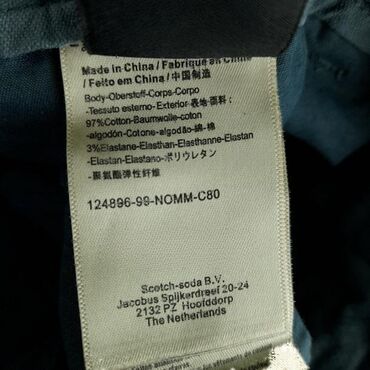 Made in China / Fabriqué en Chine
/ Feito em China / 中国制造
Body-Oberstoff-Corps-Corpo
-Tessuto esterno-Exterior-表地-面料:
97%Cotton-Baumwolle-coton
-algodón-Cotone-algodão-綿-棉
3%Elastane-Elasthan-Elasthanne-Elastan
-Elastan-Elastano-ポリウレタン
-聚氨酯弹性纤维
124896-99-NOMM-C80
Scotch-soda B.V.
Jacobus Spijkerdreef 20-24
2132 PZ Hoofddorp
The Netherlands